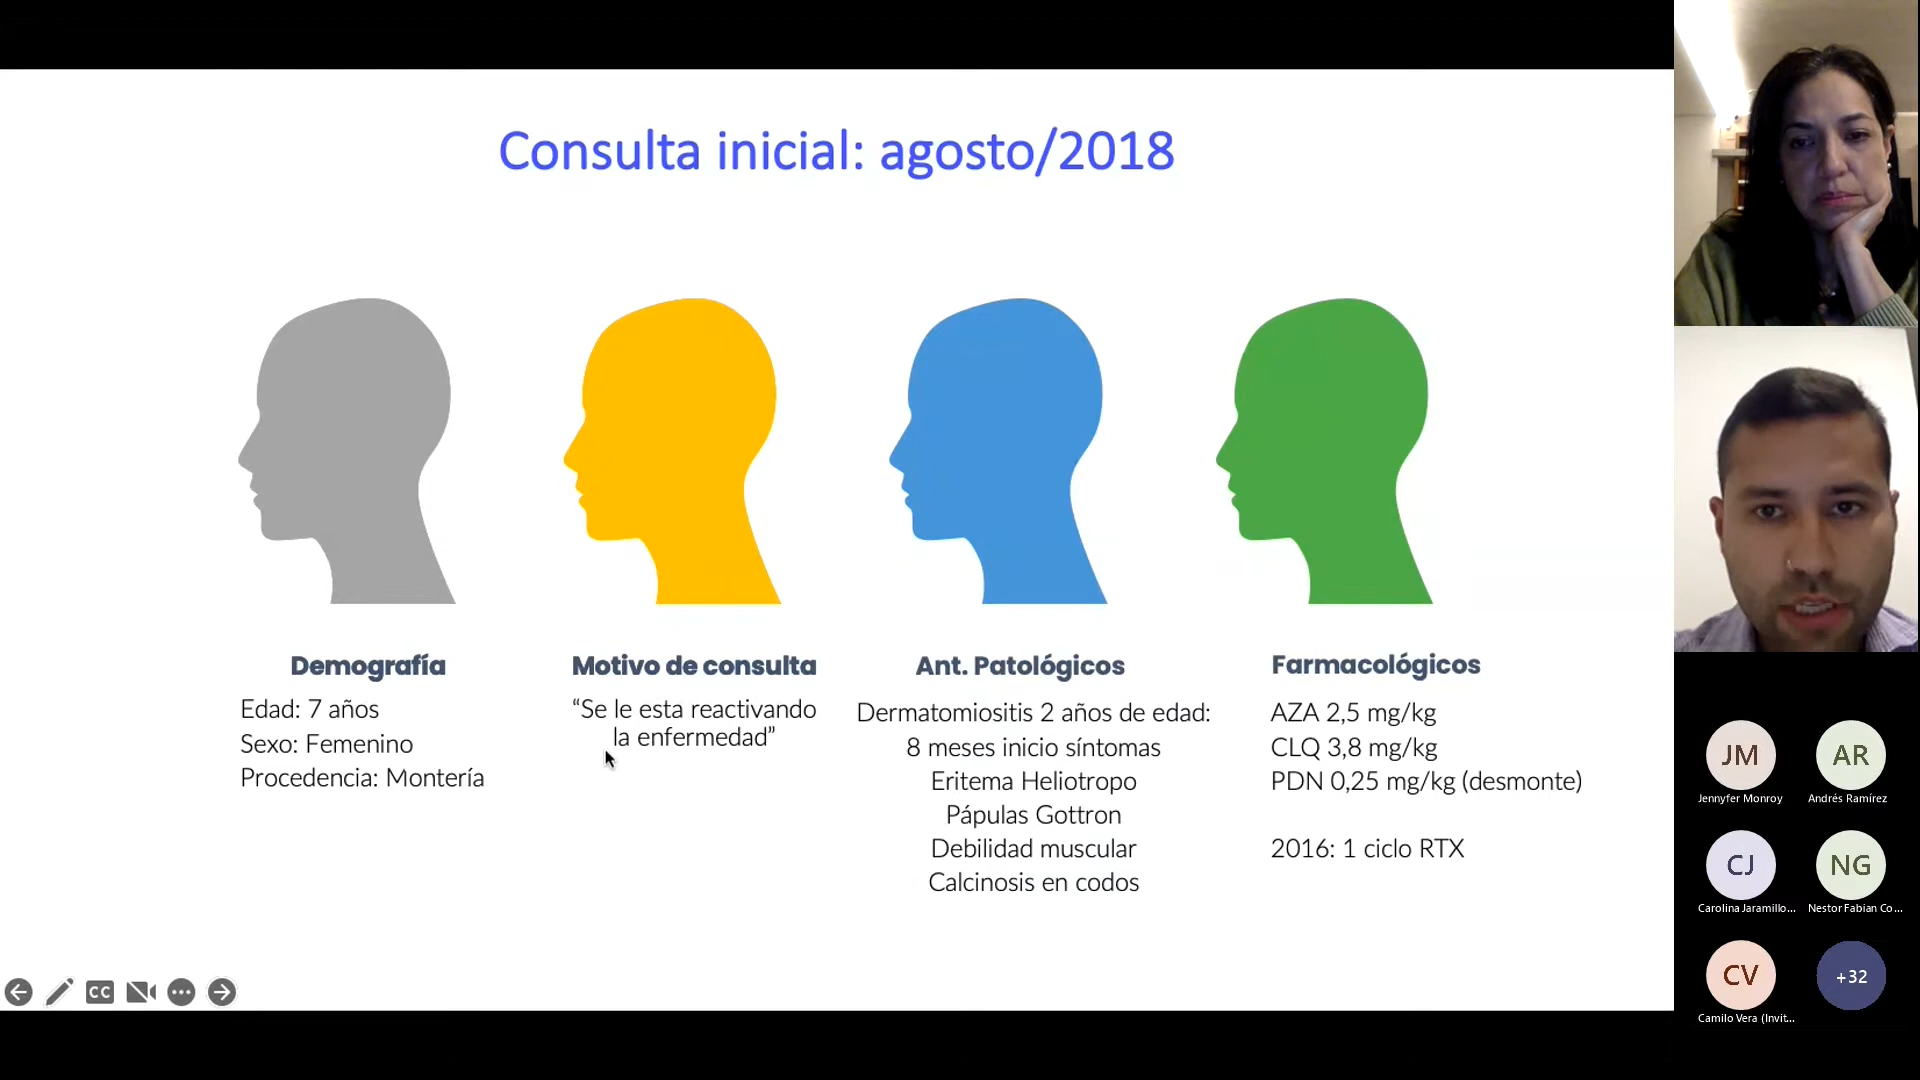 Consulta inicial: agosto/2018
Demografía
Edad: 7 años
Sexo: Femenino
Procedencia: Montería
Motivo de consulta
“Se le esta reactivando
la enfermedad”
Ant. Patológicos
Dermatomiositis 2 años de edad:
8 meses inicio síntomas
Eritema Heliotropo
Pápulas Gottron
Debilidad muscular
Calcinosis en codos
Farmacológicos
AZA 2,5 mg/kg
CLQ 3,8 mg/kg
PDN 0,25 mg/kg (desmonte)
2016: 1 ciclo RTX
CC
JM
Jennyfer Monroy
AR
Andrés Ramírez
CJ
Carolina Jaramillo...
NG
Nestor Fabian Co...
CV
Camilo Vera (Invit...
+32